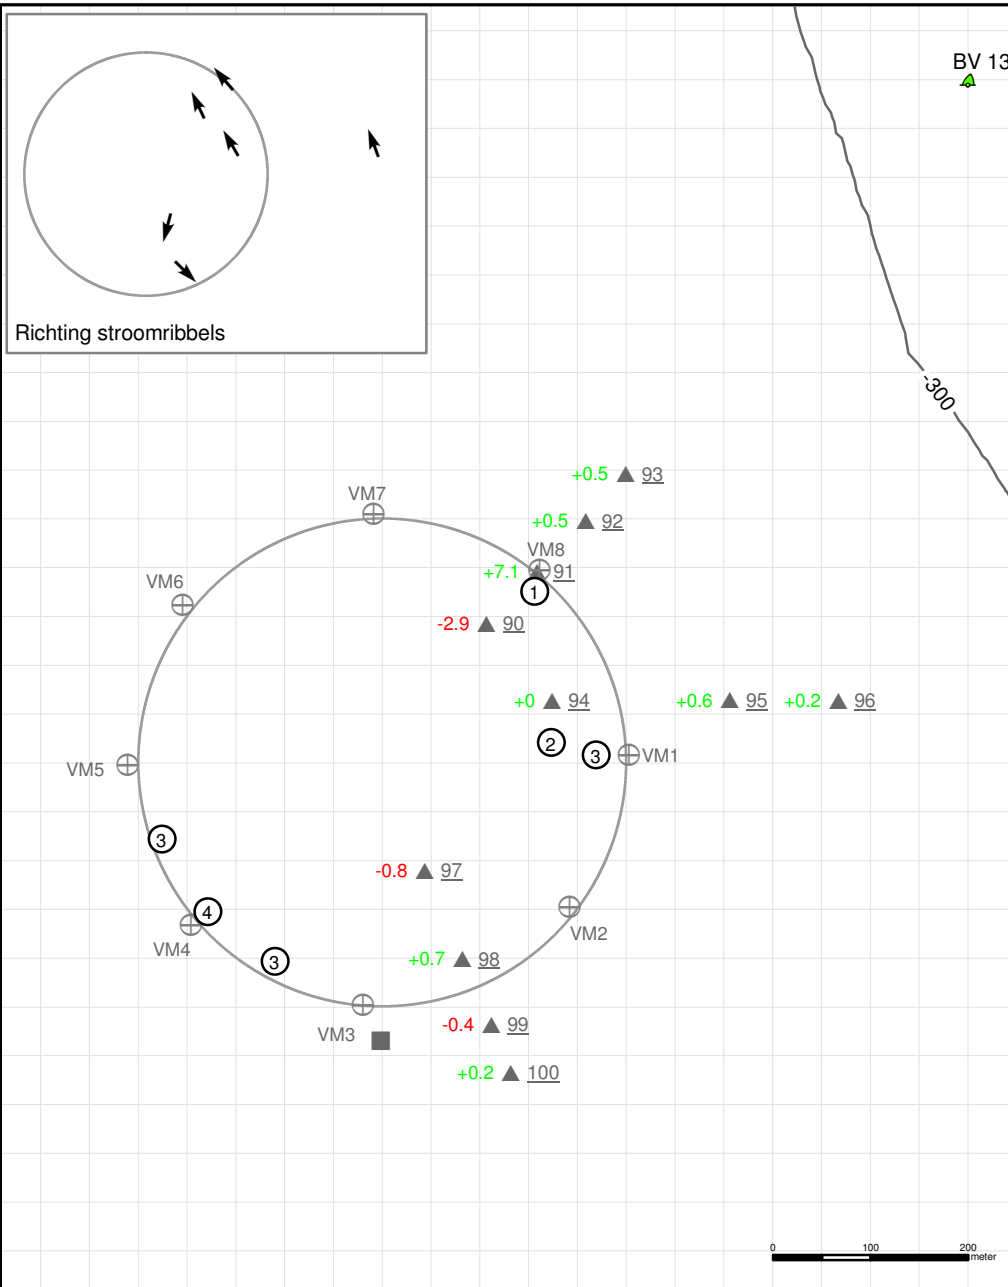 BV 13
Richting stroomribbels
-300
+0.5 93
VM7
+0.5 92
VM8
+7.1 91
1
VM6
-2.9 90
+0 94
+0.6 95
+0.2 96
2
3
VM1
VM5
3
-0.8 97
4
VM4
VM2
3
+0.7 98
VM3
-0.4 99
+0.2 100
0 100 200
meter